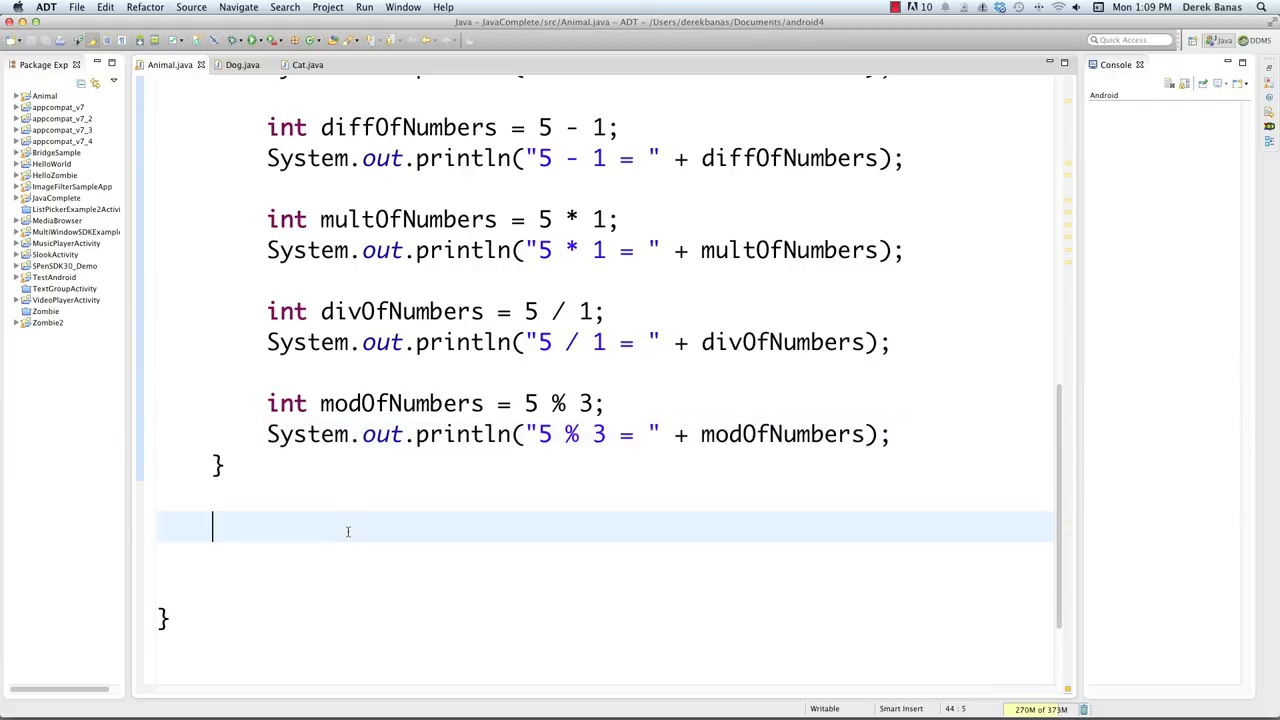 ADT File Edit Refactor Source Navigate Search Project Run Window Help 10 Mon 1:09 PM Derek Banas
Java - JavaComplete/src/Animal.java - ADT - /Users/derekbanas/Documents/android4
Quick Access Java DDMS
Package Exp Animal.java Dog.java Cat.java Console
Android
Animal
appcompat_v7
appcompat_v7_2
appcompat_v7_3
appcompat_v7_4
BridgeSample
HelloWorld
HelloZombie
ImageFilterSampleApp
JavaComplete
ListPickerExample2Activi
MediaBrowser
MultiWindowSDKExample
MusicPlayerActivity
SlookActivity
SPenSDK30_Demo
TestAndroid
TextGroupActivity
VideoPlayerActivity
Zombie
Zombie2
int diffOfNumbers = 5 - 1;
System.out.println("5 - 1 = " + diffOfNumbers);
int multOfNumbers = 5 * 1;
System.out.println("5 * 1 = " + multOfNumbers);
int divOfNumbers = 5 / 1;
System.out.println("5 / 1 = " + divOfNumbers);
int modOfNumbers = 5 % 3;
System.out.println("5 % 3 = " + modOfNumbers);
}
}
Writable Smart Insert 44 : 5 270M of 373M